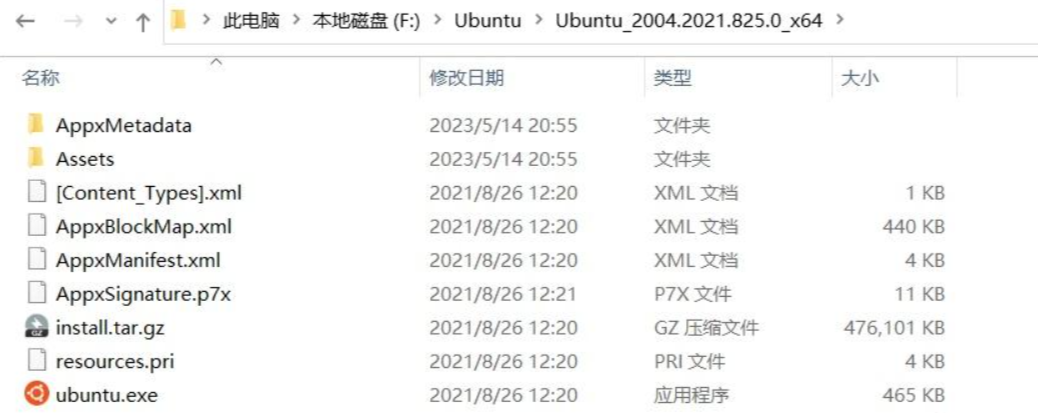 此电脑 > 本地磁盘 (F:) > Ubuntu > Ubuntu_2004.2021.825.0_x64 >
名称 修改日期 类型 大小
AppxMetadata 2023/5/14 20:55 文件夹
Assets 2023/5/14 20:55 文件夹
[Content_Types].xml 2021/8/26 12:20 XML 文档 1 KB
AppxBlockMap.xml 2021/8/26 12:20 XML 文档 440 KB
AppxManifest.xml 2021/8/26 12:20 XML 文档 4 KB
AppxSignature.p7x 2021/8/26 12:21 P7X 文件 11 KB
install.tar.gz 2021/8/26 12:20 GZ 压缩文件 476,101 KB
resources.pri 2021/8/26 12:20 PRI 文件 4 KB
ubuntu.exe 2021/8/26 12:20 应用程序 465 KB